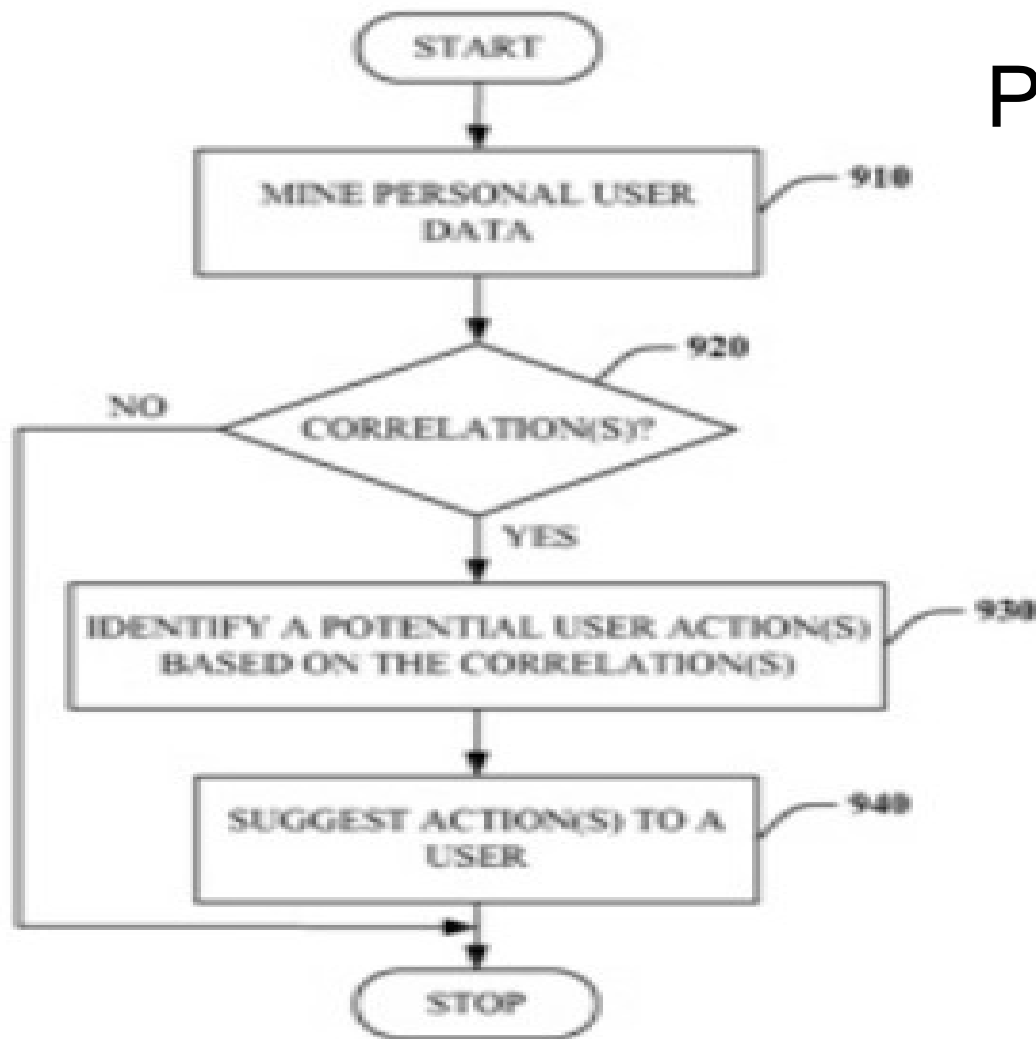 START
P
MINE PERSONAL USER
DATA
910
920
NO
CORRELATION(S)?
YES
IDENTIFY A POTENTIAL USER ACTION(S)
BASED ON THE CORRELATION(S)
930
SUGGEST ACTION(S) TO A
USER
940
STOP